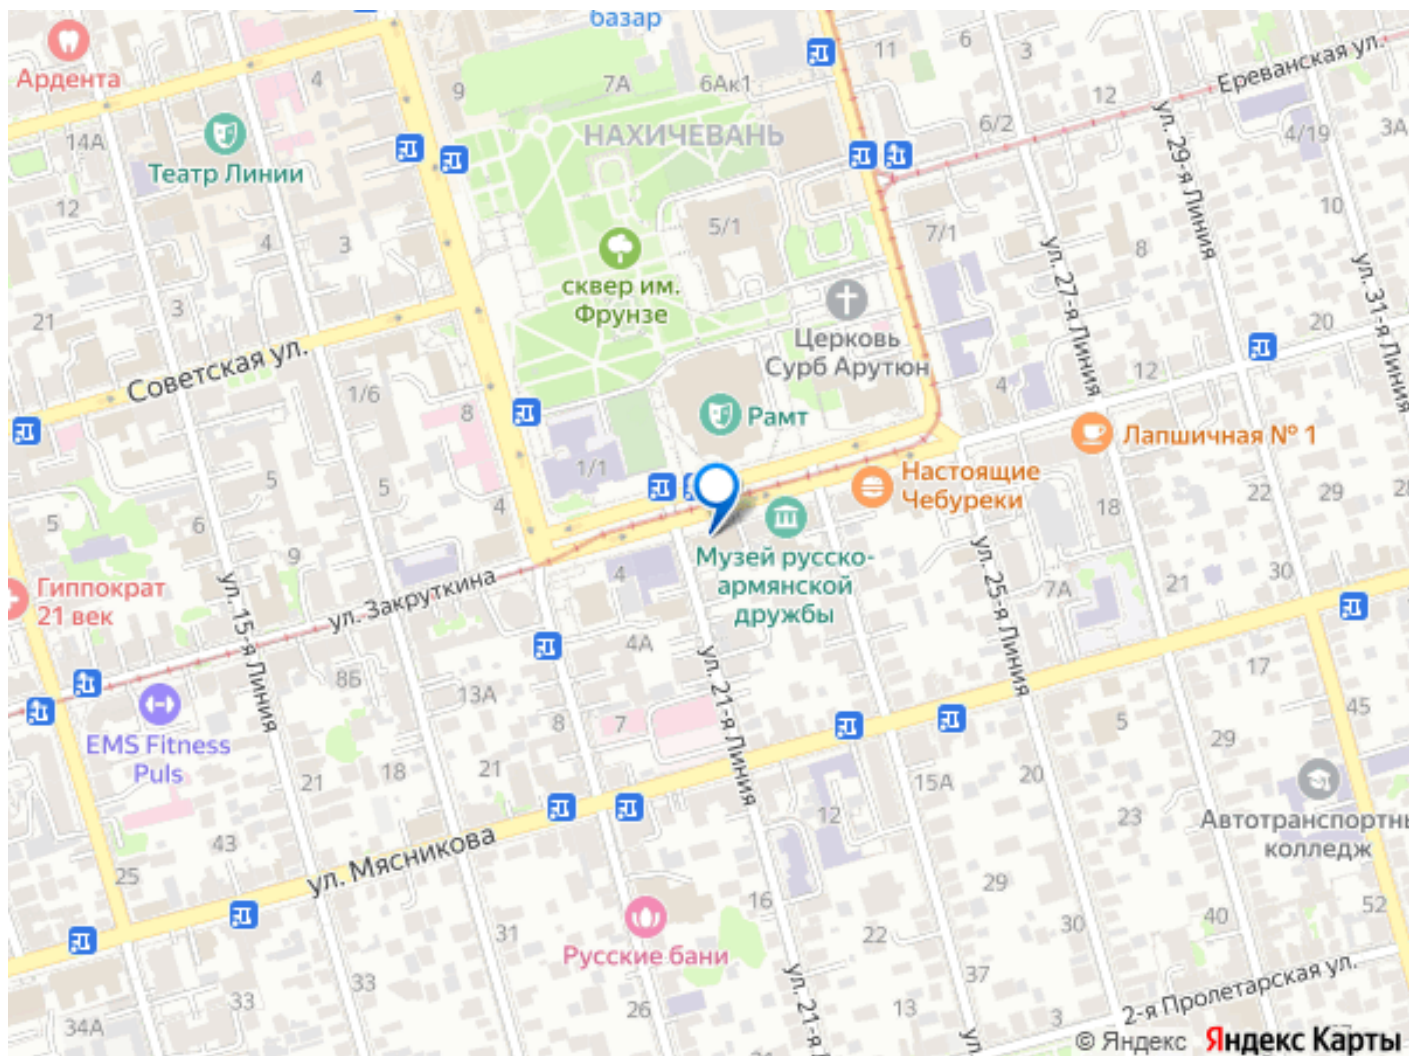 базар
Ардента
14А
4
9
7А
6Ак1
11
6
3
Ереванская ул.
12
6/2
ул. 29-я Линия
4/19
3А
НАХИЧЕВАНЬ
Театр Линии
12
4
3
5/1
7/1
8
10
сквер им.
Фрунзе
ул. 27-я Линия
ул. 31-я Линия
3
21
Церковь
Сурб Арутюн
20
Советская ул.
1/6
8
4
12
Рамт
Лапшичная № 1
1/1
5
5
4
Настоящие
Чебуреки
18
22
29
28
5
6
9
4
Музей русско-
армянской
дружбы
Гиппократ
21 век
ул. 15-я Линия
ул. Закруткина
ул. 25-я Линия
7А
21
30
4А
8Б
13А
ул. 21-я Линия
17
45
EMS Fitness
Puls
8
7
5
29
21
18
21
15А
20
12
23
Автотранспортны
колледж
43
ул. Мясникова
25
29
16
52
31
22
30
40
Русские бани
33
33
26
37
13
ул. 21-я Л
ул.
3
2-я Пролетарская ул.
34А
© Яндекс Яндекс Карты